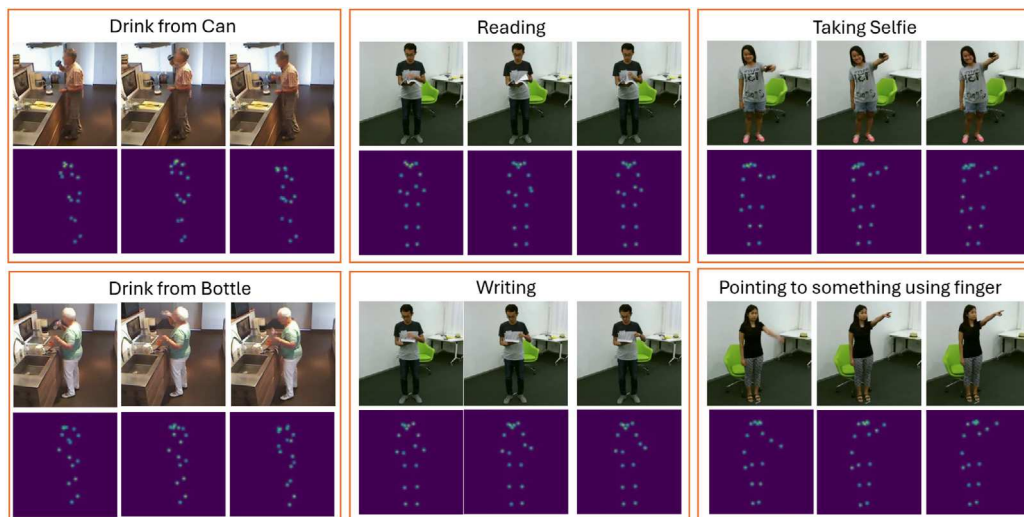 Drink from Can
Reading
Taking Selfie
Drink from Bottle
Writing
Pointing to something using finger